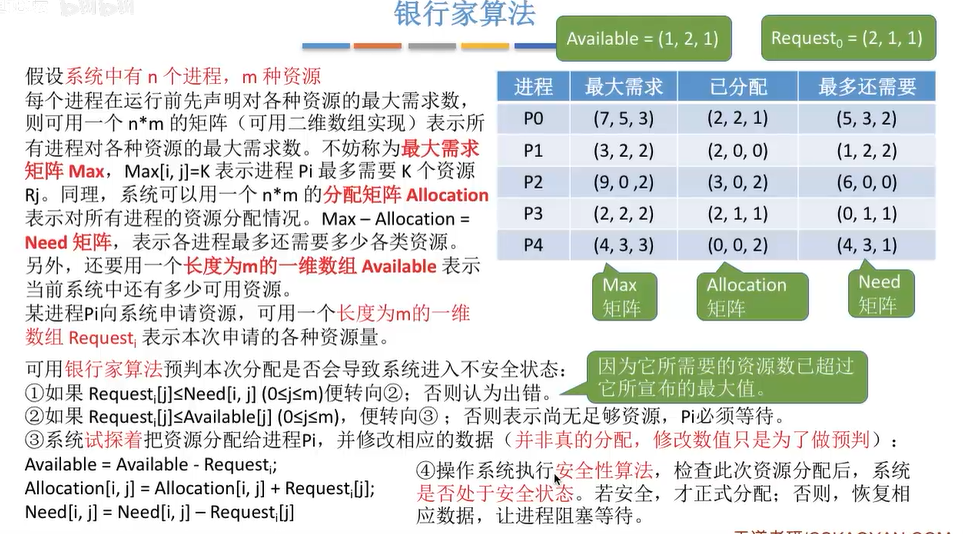 bilibili
银行家算法
Available = (1, 2, 1)
Request0 = (2, 1, 1)
假设系统中有 n 个进程，m 种资源
每个进程在运行前先声明对各种资源的最大需求数，
则可用一个 n*m 的矩阵（可用二维数组实现）表示所
有进程对各种资源的最大需求数。不妨称为最大需求
矩阵 Max，Max[i, j]=K 表示进程 Pi 最多需要 K 个资源
Rj。同理，系统可以用一个 n*m 的分配矩阵 Allocation
表示对所有进程的资源分配情况。Max – Allocation =
Need 矩阵，表示各进程最多还需要多少各类资源。
另外，还要用一个长度为m的一维数组 Available 表示
当前系统中还有多少可用资源。
某进程Pi向系统申请资源，可用一个长度为m的一维
数组 Requesti 表示本次申请的各种资源量。
进程 最大需求 已分配 最多还需要
P0 (7, 5, 3) (2, 2, 1) (5, 3, 2)
P1 (3, 2, 2) (2, 0, 0) (1, 2, 2)
P2 (9, 0 ,2) (3, 0, 2) (6, 0, 0)
P3 (2, 2, 2) (2, 1, 1) (0, 1, 1)
P4 (4, 3, 3) (0, 0, 2) (4, 3, 1)
Max
矩阵
Allocation
矩阵
Need
矩阵
可用银行家算法预判本次分配是否会导致系统进入不安全状态：
①如果 Requesti[j]≤Need[i, j] (0≤j≤m)便转向②；否则认为出错。
因为它所需要的资源数已超过
它所宣布的最大值。
②如果 Requesti[j]≤Available[j] (0≤j≤m)，便转向③；否则表示尚无足够资源，Pi必须等待。
③系统试探着把资源分配给进程Pi，并修改相应的数据（并非真的分配，修改数值只是为了做预判）：
Available = Available - Requesti;
Allocation[i, j] = Allocation[i, j] + Requesti[j];
Need[i, j] = Need[i, j] – Requesti[j]
④操作系统执行安全性算法，检查此次资源分配后，系统
是否处于安全状态。若安全，才正式分配；否则，恢复相
应数据，让进程阻塞等待。